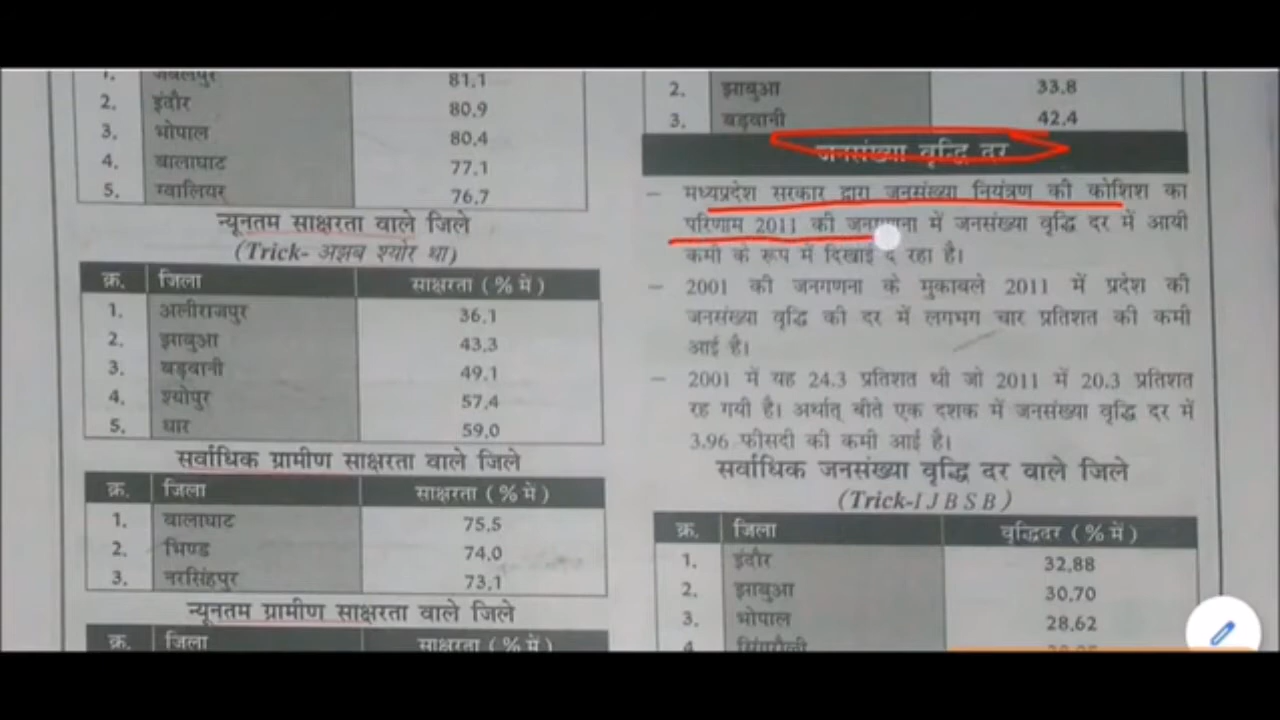 1. जबलपुर 81.1
2. इंदौर 80.9
3. भोपाल 80.4
4. बालाघाट 77.1
5. ग्वालियर 76.7
न्यूनतम साक्षरता वाले जिले
(Trick- अझब श्योर धा)
क्र. जिला साक्षरता (% में)
1. अलीराजपुर 36.1
2. झाबुआ 43.3
3. बड़वानी 49.1
4. श्योपुर 57.4
5. धार 59.0
सर्वाधिक ग्रामीण साक्षरता वाले जिले
क्र. जिला साक्षरता (% में)
1. बालाघाट 75.5
2. भिण्ड 74.0
3. नरसिंहपुर 73.1
न्यूनतम ग्रामीण साक्षरता वाले जिले
क्र. जिला साक्षरता (% में)
2. झाबुआ 33.8
3. बड़वानी 42.4
जनसंख्या वृद्धि दर
– मध्यप्रदेश सरकार द्वारा जनसंख्या नियंत्रण की कोशिश का
परिणाम 2011 की जनगणना में जनसंख्या वृद्धि दर में आयी
कमी के रूप में दिखाई दे रहा है।
– 2001 की जनगणना के मुकाबले 2011 में प्रदेश की
जनसंख्या वृद्धि की दर में लगभग चार प्रतिशत की कमी
आई है।
– 2001 में यह 24.3 प्रतिशत थी जो 2011 में 20.3 प्रतिशत
रह गयी है। अर्थात् बीते एक दशक में जनसंख्या वृद्धि दर में
3.96 फीसदी की कमी आई है।
सर्वाधिक जनसंख्या वृद्धि दर वाले जिले
(Trick-I J B S B)
क्र. जिला वृद्धिदर (% में)
1. इंदौर 32.88
2. झाबुआ 30.70
3. भोपाल 28.62
4. सिंगरौली